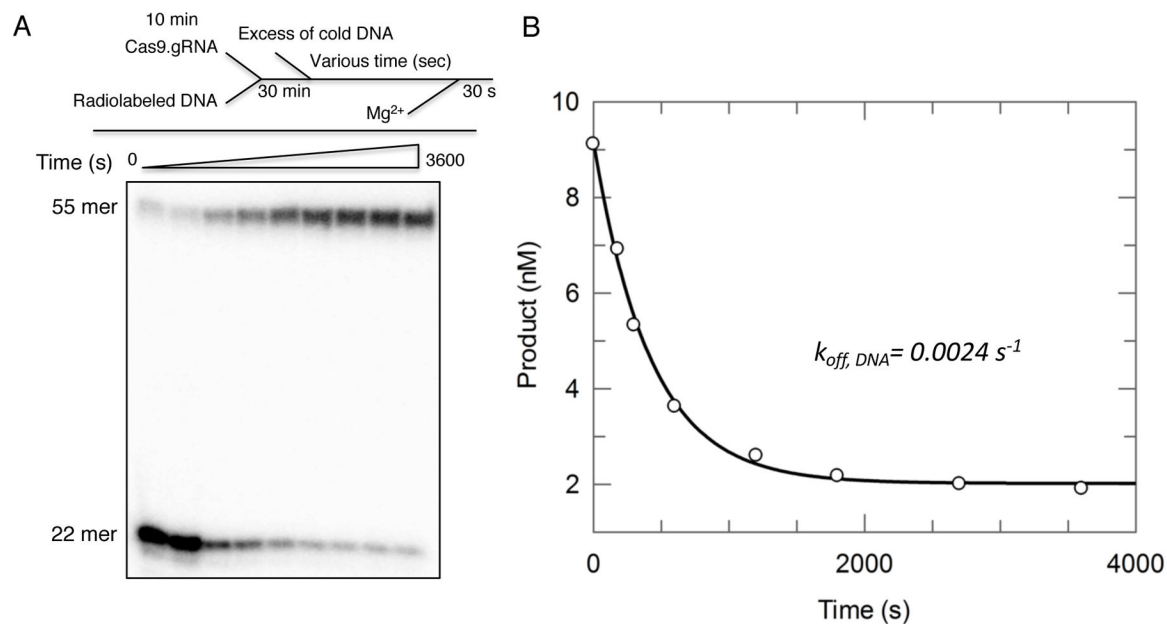 A
10 min
Cas9.gRNA
Excess of cold DNA
Various time (sec)
Radiolabeled DNA
30 min
Mg2+
30 s
Time (s)
0
3600
55 mer
22 mer
B
10
8
6
4
2
Product (nM)
koff, DNA= 0.0024 s-1
0
2000
4000
Time (s)